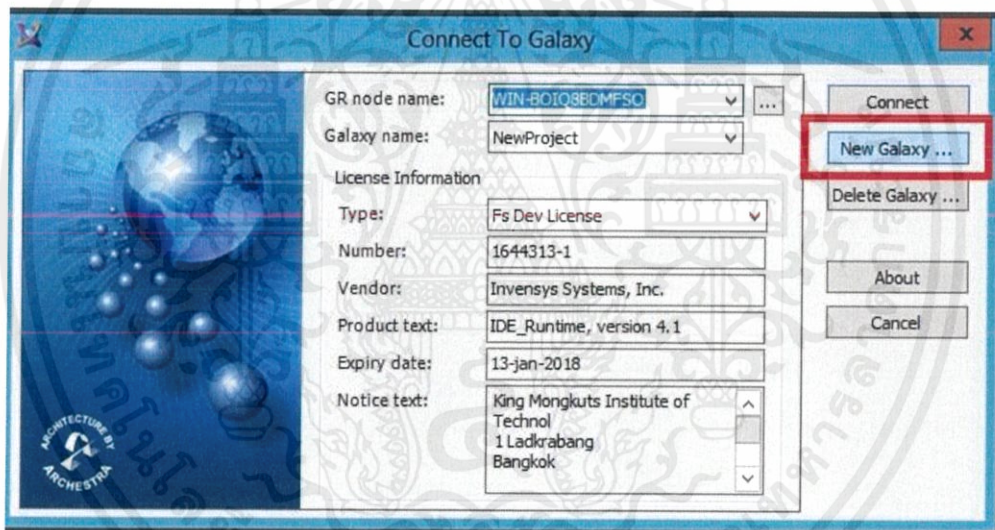 Connect To Galaxy
x
GR node name: WIN-BOIQ8BDMFSO ...
Connect
Galaxy name: NewProject
New Galaxy ...
License Information
Delete Galaxy ...
Type: Fs Dev License
Number: 1644313-1
Vendor: Invensys Systems, Inc.
About
Product text: IDE_Runtime, version 4.1
Cancel
Expiry date: 13-jan-2018
Notice text: King Mongkuts Institute of
Technol
1 Ladkrabang
Bangkok
ARCHITECTURE BY
ARCHESTRA